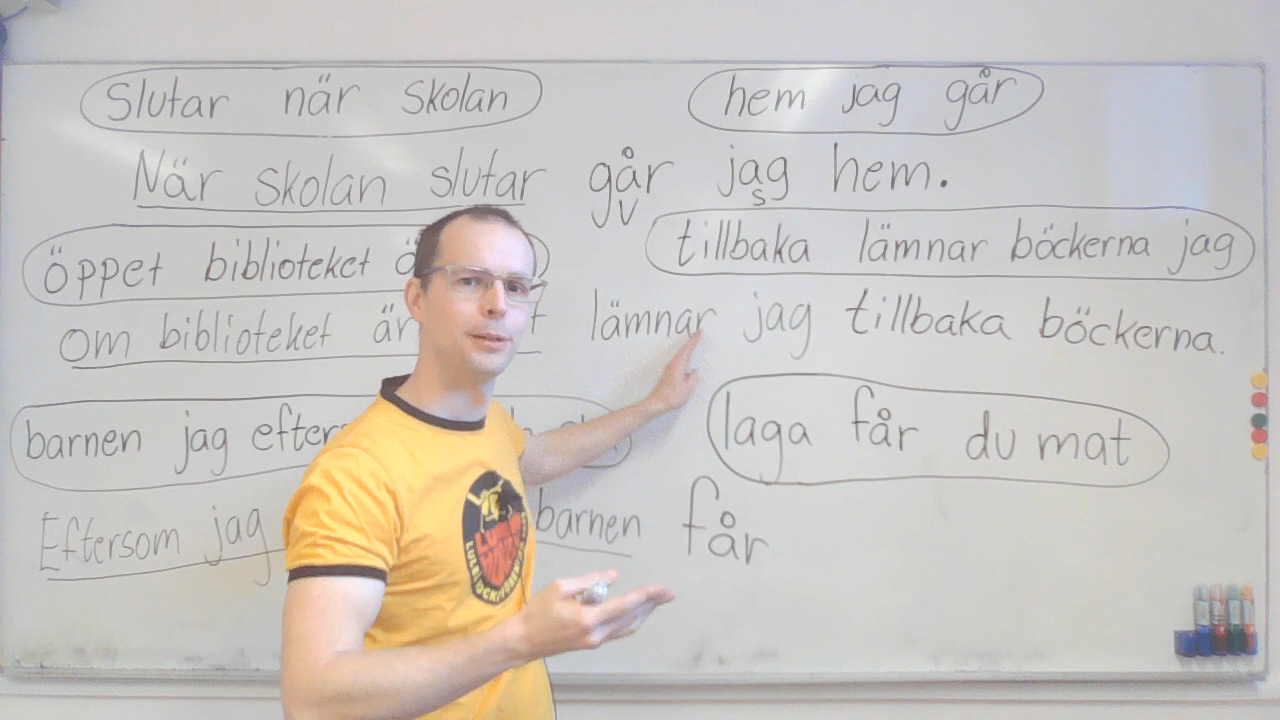 Slutar när skolan hem jag går
När skolan slutar går jag hem.
V S
öppet biblioteket tillbaka lämnar böckerna jag
om biblioteket är lämnar jag tillbaka böckerna.
barnen jag laga får du mat
Eftersom jag barnen får